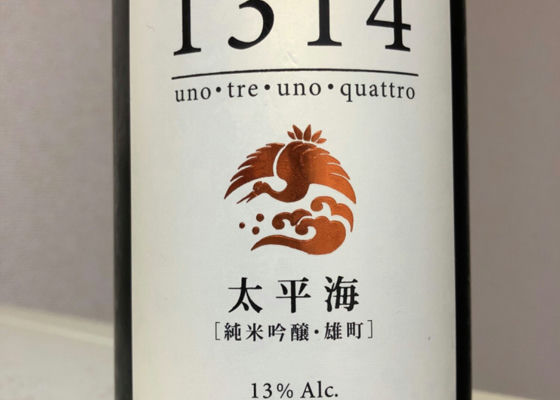 1314
uno•tre•uno•quattro
太平海
[純米吟醸・雄町]
13% Alc.